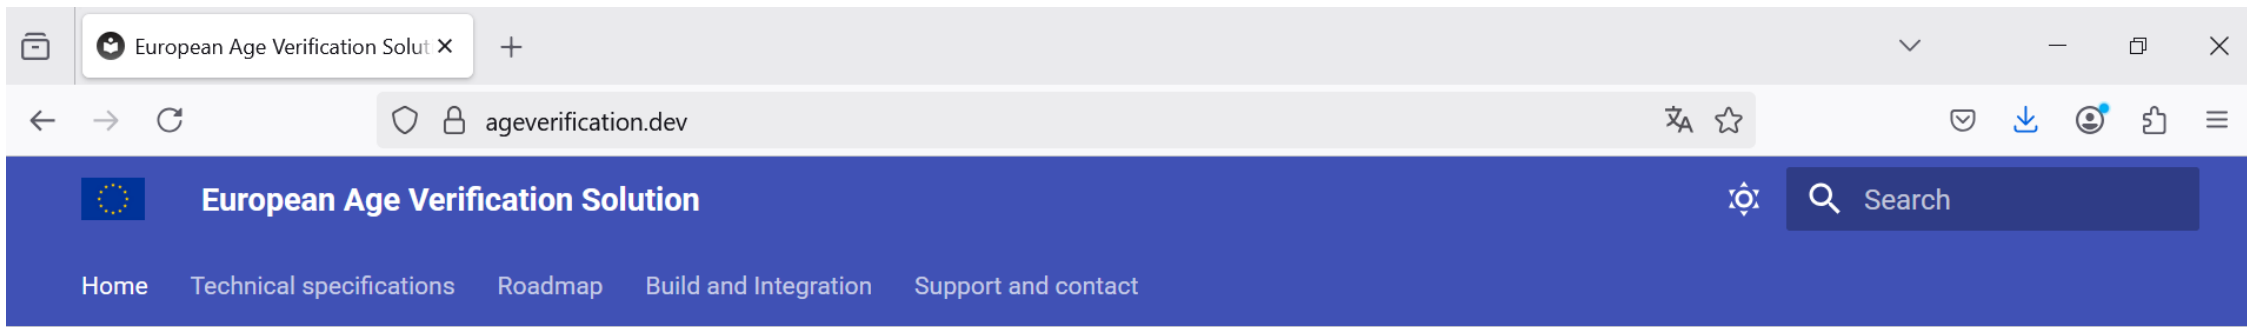 European Age Verification Solut
ageverification.dev
European Age Verification Solution
Search
Home Technical specifications Roadmap Build and Integration Support and contact